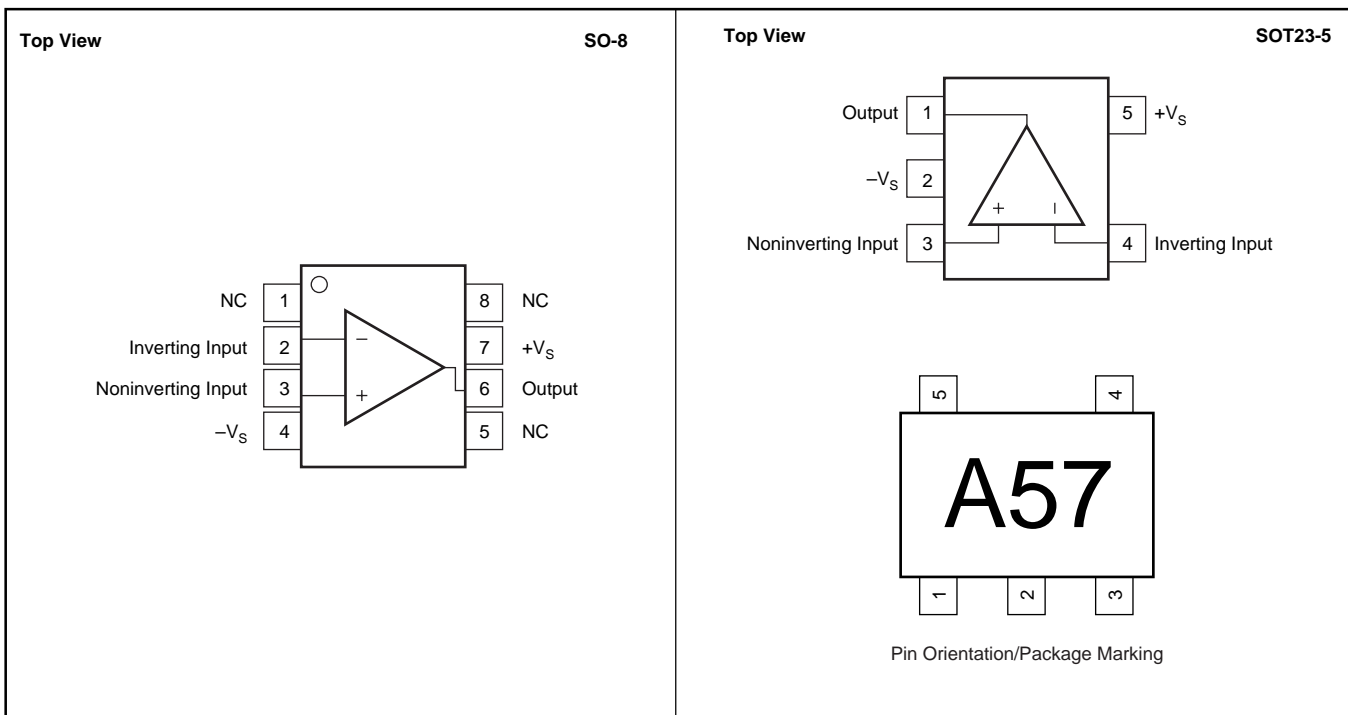 Top View SO-8
NC 1 8 NC
Inverting Input 2 − 7 +VS
Noninverting Input 3 + 6 Output
–VS 4 5 NC
Top View SOT23-5
Output 1 5 +VS
–VS 2
Noninverting Input 3 + − 4 Inverting Input
5 4
A57
1 2 3
Pin Orientation/Package Marking